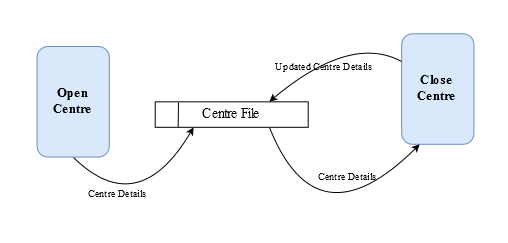 Open
Centre
Centre Details
Centre File
Updated Centre Details
Centre Details
Close
Centre